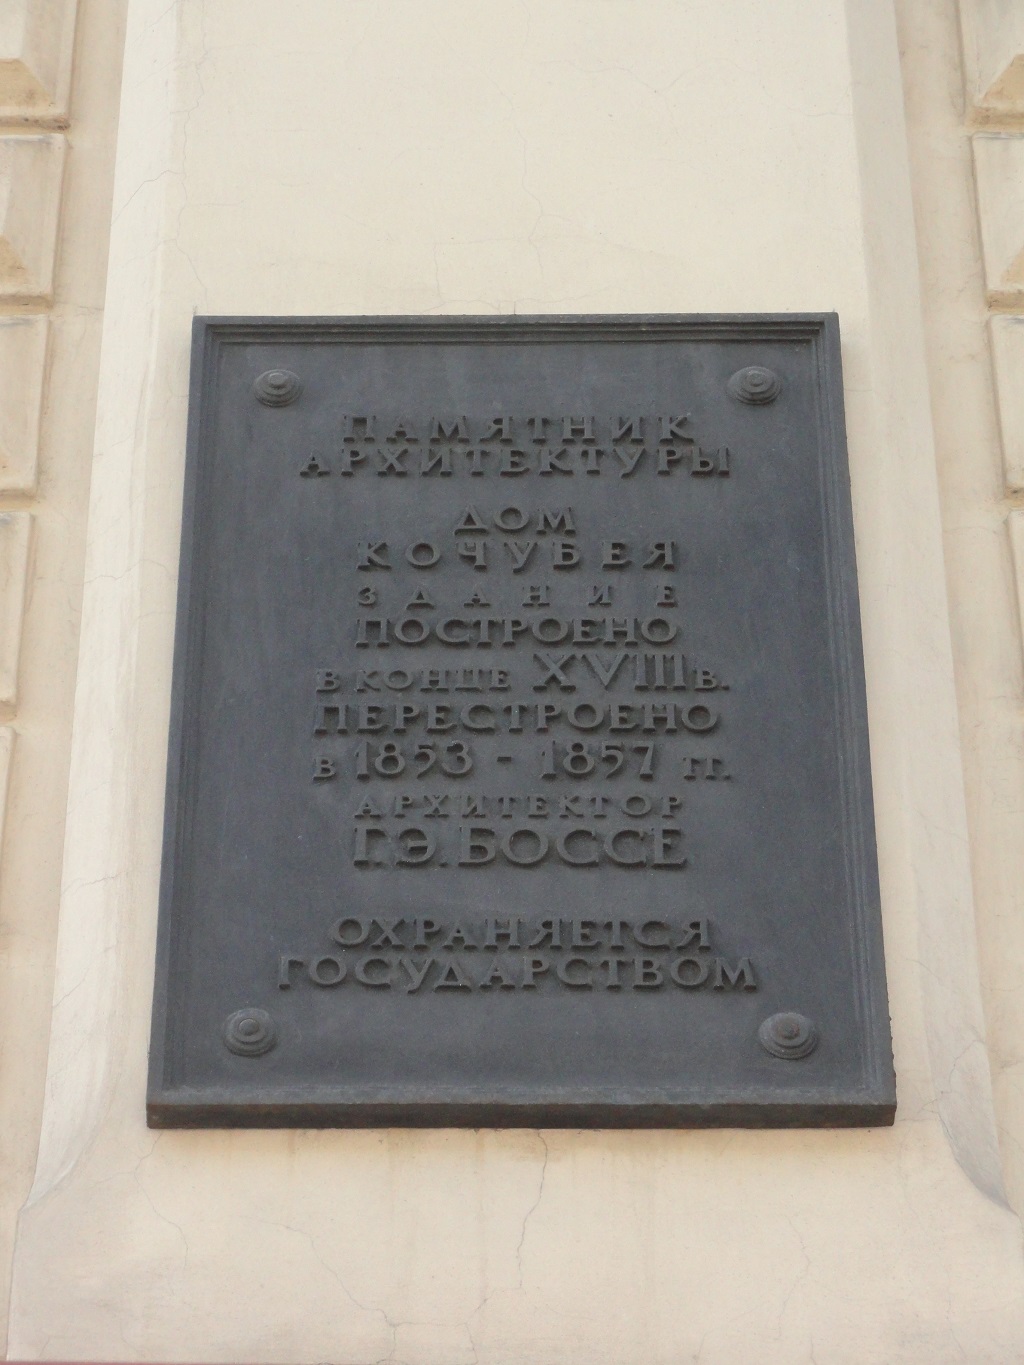 ПАМЯТНИК
АРХИТЕКТУРЫ
ДОМ
КОЧУБЕЯ
ЗДАНИЕ
ПОСТРОЕНО
В КОНЦЕ XVIII В.
ПЕРЕСТРОЕНО
В 1853 - 1857 ГГ.
АРХИТЕКТОР
Г.Э. БОССЕ
ОХРАНЯЕТСЯ
ГОСУДАРСТВОМ